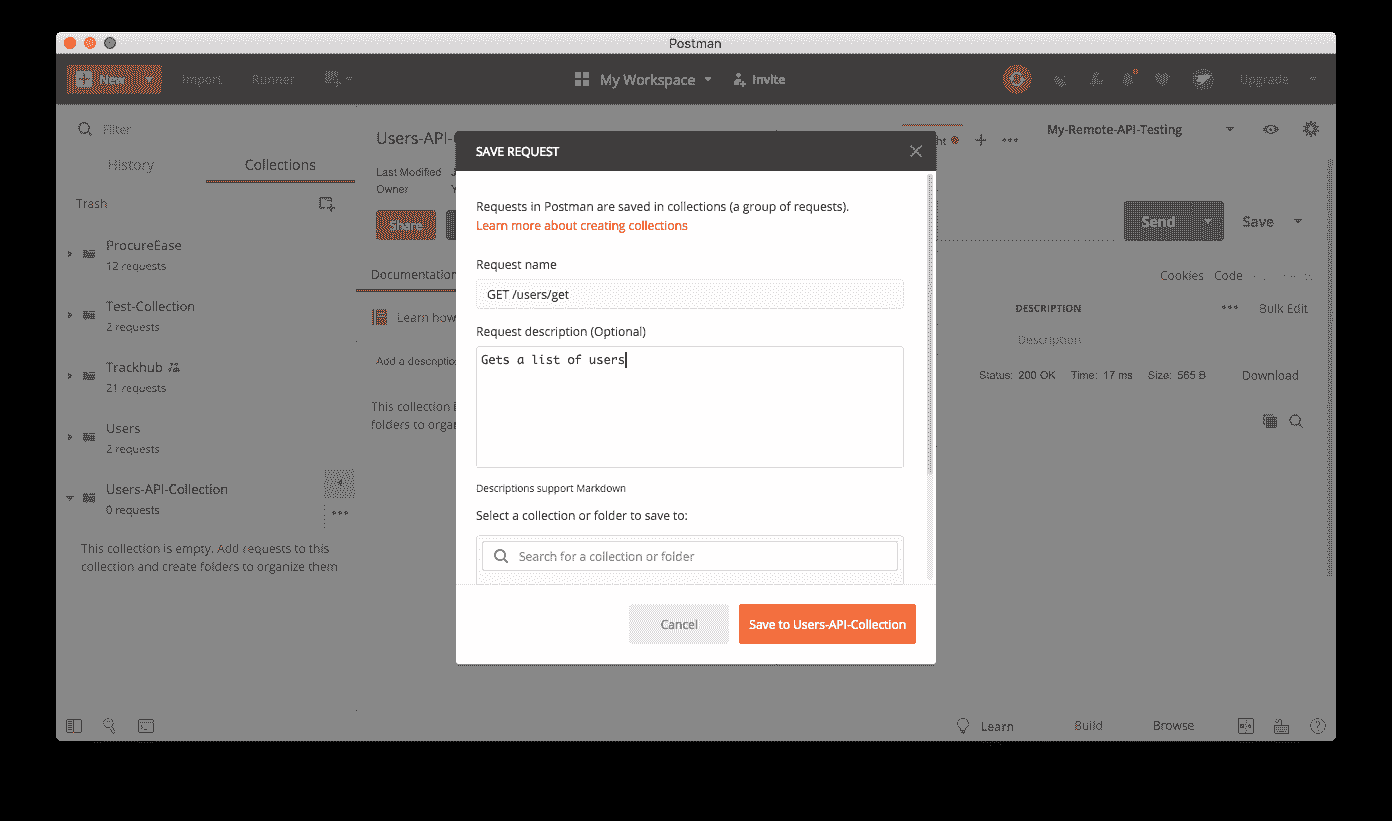 Postman
New
Import
Runner
My Workspace
Invite
Upgrade
Filter
History
Collections
Trash
ProcureEase
12 requests
Test-Collection
2 requests
Trackhub
21 requests
Users
2 requests
Users-API-Collection
0 requests
This collection is empty. Add requests to this
collection and create folders to organize them
Users-API-
Last Modified
Owner
Share
Documentation
Learn how
Add a descriptio
This collection
folders to orga
SAVE REQUEST
Requests in Postman are saved in collections (a group of requests).
Learn more about creating collections
Request name
GET /users/get
Request description (Optional)
Gets a list of users
Descriptions support Markdown
Select a collection or folder to save to:
Search for a collection or folder
Cancel
Save to Users-API-Collection
My-Remote-API-Testing
Send
Save
Cookies
Code
DESCRIPTION
Bulk Edit
Description
Status: 200 OK
Time: 17 ms
Size: 565 B
Download
Learn
Build
Browse